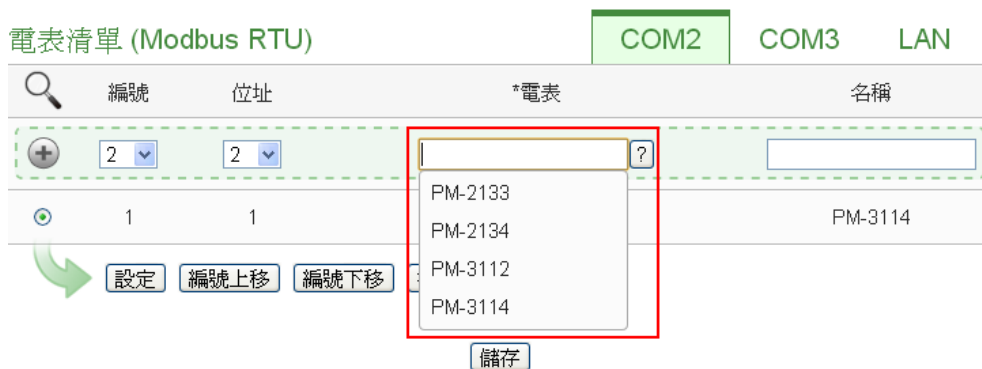 電表清單 (Modbus RTU) COM2 COM3 LAN
編號 位址 *電表 名稱
2 2 ?
PM-2133
1 1 PM-3114
PM-2134
設定 編號上移 編號下移 PM-3112
PM-3114
儲存